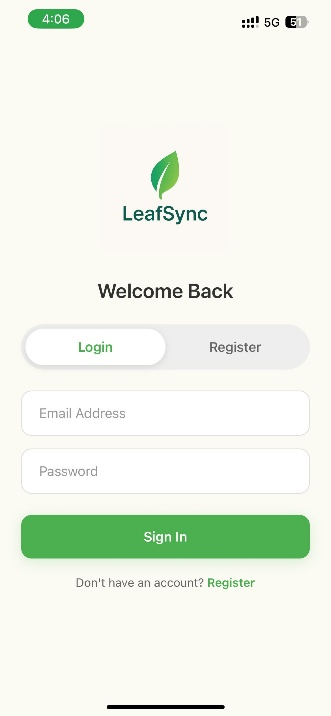 4:06
5G
51
LeafSync
Welcome Back
Login
Register
Email Address
Password
Sign In
Don't have an account? Register